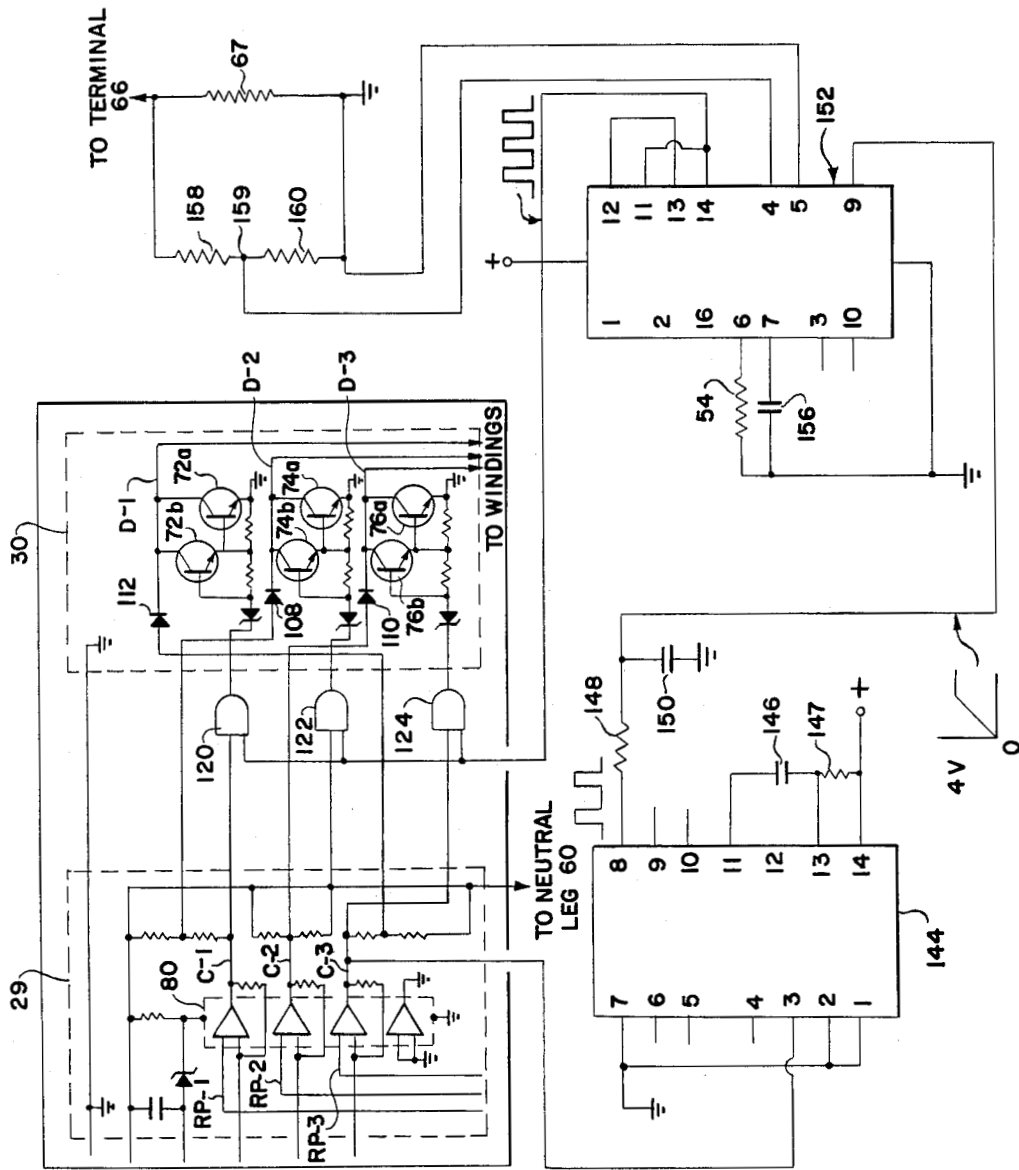 TO TERMINAL
66
67
158
159
160
30
D-1
D-2
D-3
72a
72b
74a
74b
76a
76b
112
108
110
TO WINDINGS
120
122
124
29
80
C-1
C-2
C-3
RP-1
RP-2
RP-3
TO NEUTRAL
LEG 60
152
+
1
2
16
6
7
3
10
12
11
13
14
4
5
9
54
156
148
150
146
147
+
4V
0
144
7
6
5
4
3
2
1
8
9
10
11
12
13
14